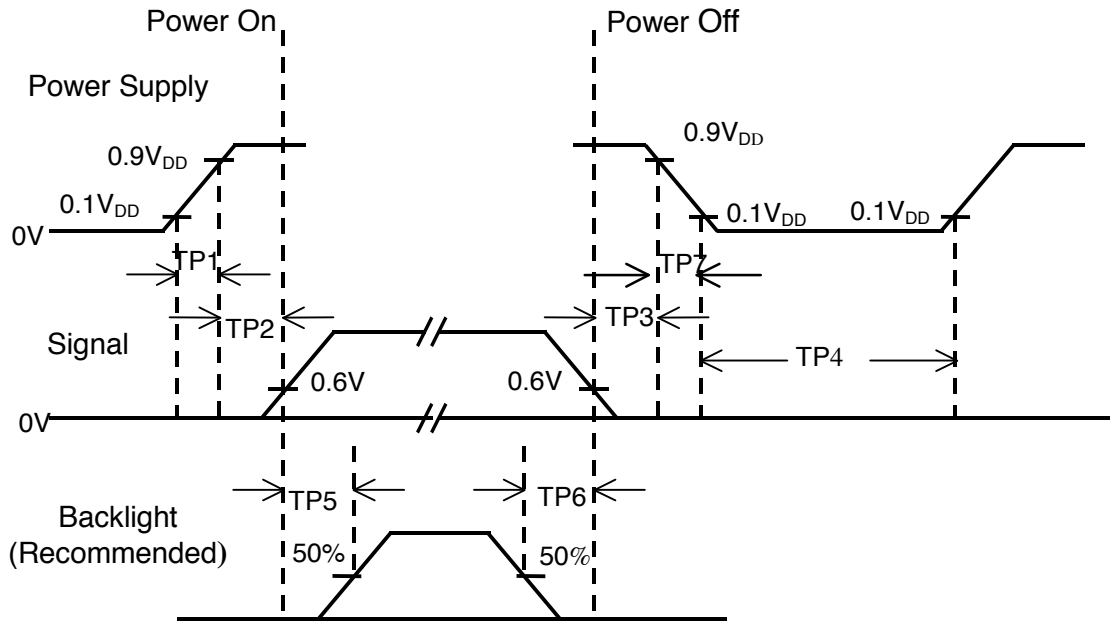 Power On
Power Off
Power Supply
0.9VDD
0.9VDD
0.1VDD
0.1VDD
0.1VDD
0V
TP1
TP7
TP2
TP3
TP4
Signal
0.6V
0.6V
0V
TP5
TP6
Backlight
(Recommended)
50%
50%